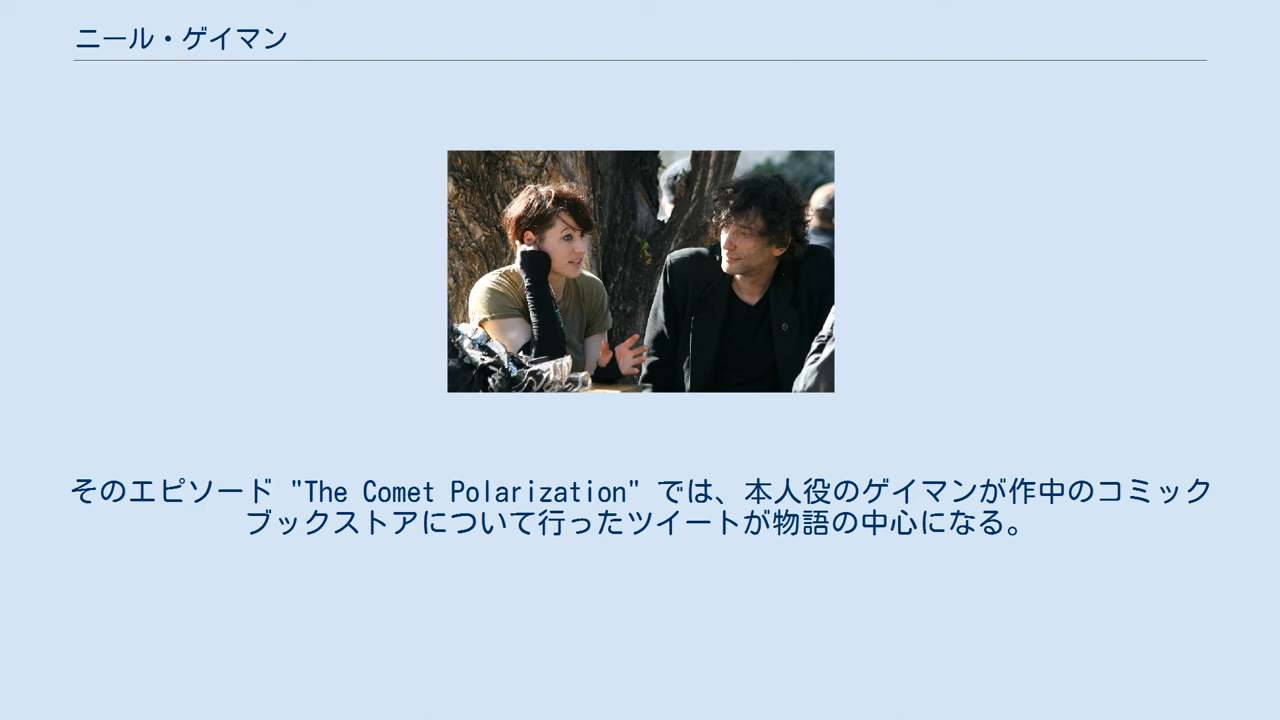 ニール・ゲイマン
そのエピソード "The Comet Polarization" では、本人役のゲイマンが作中のコミック
ブックストアについて行ったツイートが物語の中心になる。